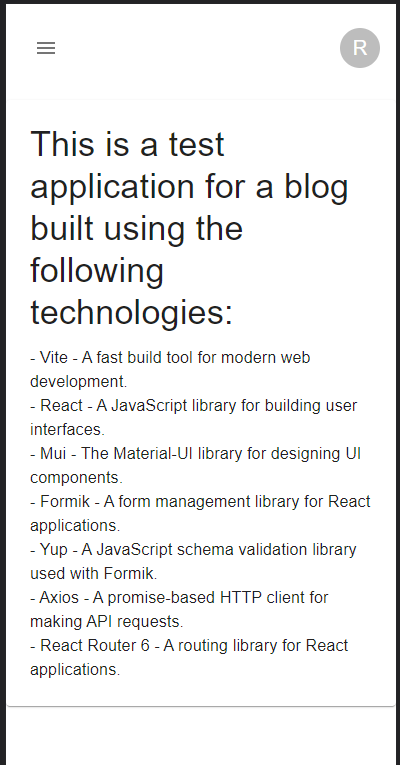 R
This is a test
application for a blog
built using the
following
technologies:
- Vite - A fast build tool for modern web
development.
- React - A JavaScript library for building user
interfaces.
- Mui - The Material-UI library for designing UI
components.
- Formik - A form management library for React
applications.
- Yup - A JavaScript schema validation library
used with Formik.
- Axios - A promise-based HTTP client for
making API requests.
- React Router 6 - A routing library for React
applications.